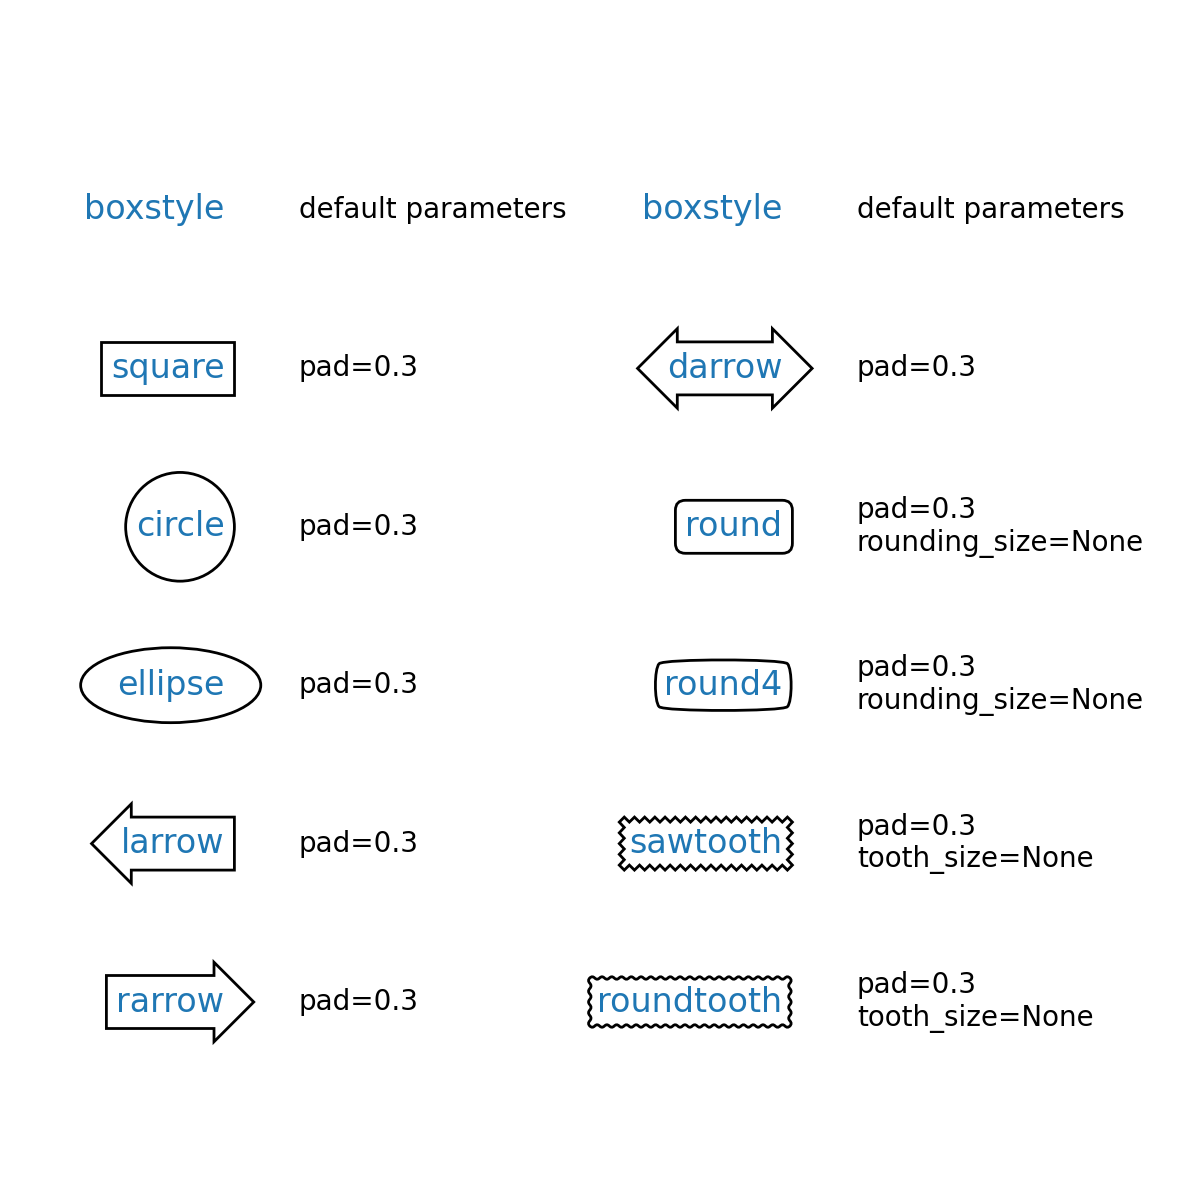 boxstyle default parameters
square pad=0.3
circle pad=0.3
ellipse pad=0.3
larrow pad=0.3
rarrow pad=0.3
boxstyle default parameters
darrow pad=0.3
round pad=0.3
rounding_size=None
round4 pad=0.3
rounding_size=None
sawtooth pad=0.3
tooth_size=None
roundtooth pad=0.3
tooth_size=None